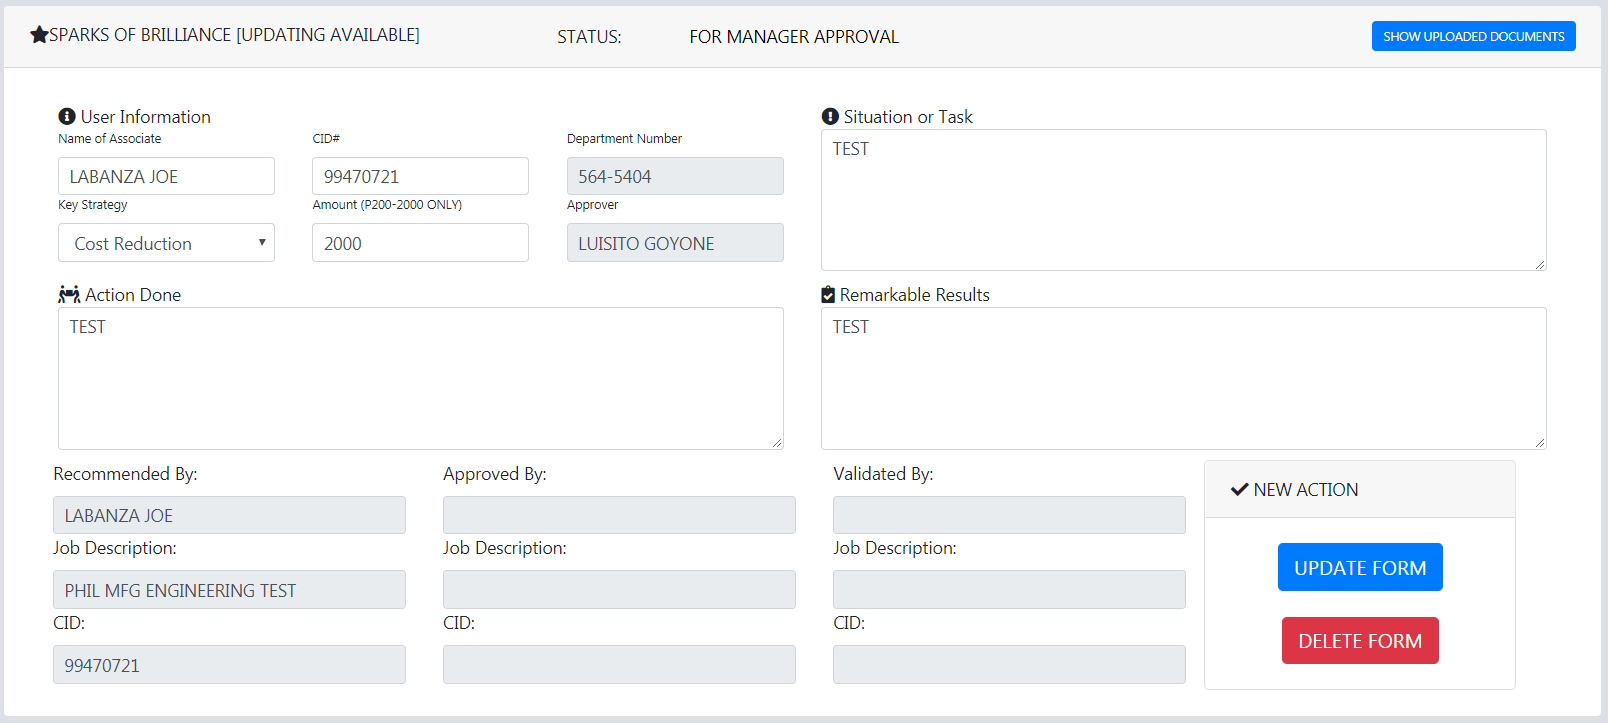 SPARKS OF BRILLIANCE [UPDATING AVAILABLE] STATUS: FOR MANAGER APPROVAL SHOW UPLOADED DOCUMENTS
User Information
Name of Associate CID# Department Number
LABANZA JOE 99470721 564-5404
Key Strategy Amount (P200-2000 ONLY) Approver
Cost Reduction 2000 LUISITO GOYONE
Situation or Task
TEST
Action Done
TEST
Remarkable Results
TEST
Recommended By: Approved By: Validated By:
LABANZA JOE
Job Description: Job Description: Job Description:
PHIL MFG ENGINEERING TEST
CID: CID: CID:
99470721
NEW ACTION
UPDATE FORM
DELETE FORM